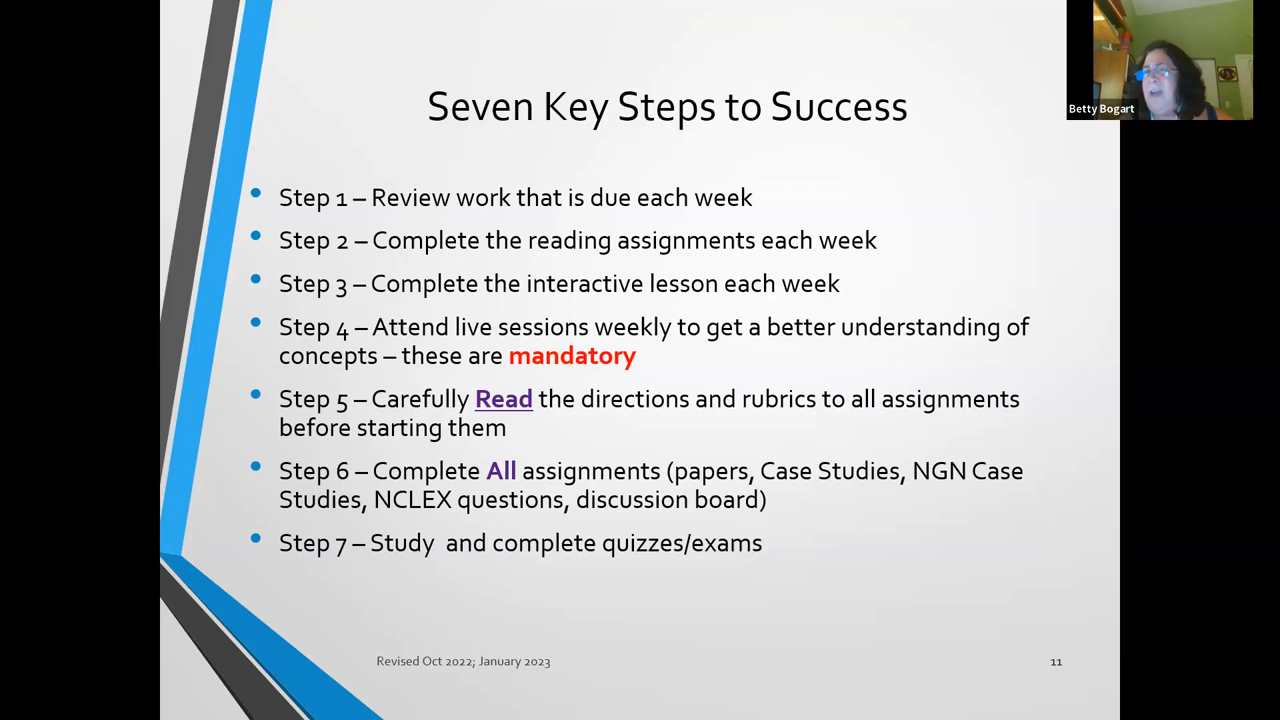 Seven Key Steps to Success
Betty Bogart
• Step 1 – Review work that is due each week
• Step 2 – Complete the reading assignments each week
• Step 3 – Complete the interactive lesson each week
• Step 4 – Attend live sessions weekly to get a better understanding of
concepts – these are mandatory
• Step 5 – Carefully Read the directions and rubrics to all assignments
before starting them
• Step 6 – Complete All assignments (papers, Case Studies, NGN Case
Studies, NCLEX questions, discussion board)
• Step 7 – Study  and complete quizzes/exams
Revised Oct 2022; January 2023
11